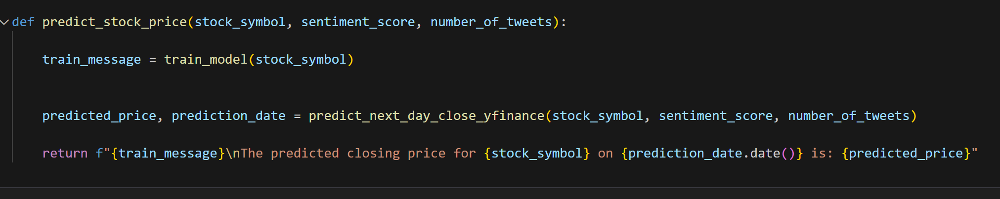 def predict_stock_price(stock_symbol, sentiment_score, number_of_tweets):
    train_message = train_model(stock_symbol)
    predicted_price, prediction_date = predict_next_day_close_yfinance(stock_symbol, sentiment_score, number_of_tweets)
    return f"{train_message}\nThe predicted closing price for {stock_symbol} on {prediction_date.date()} is: {predicted_price}"